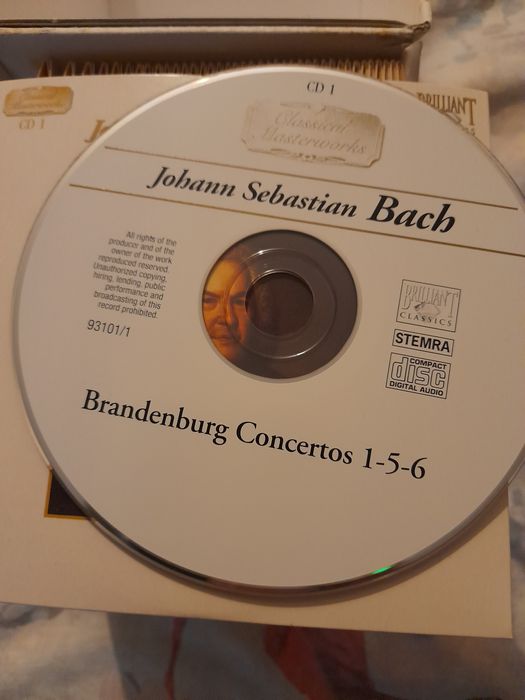 CD 1
Classical
Masterworks
Johann Sebastian Bach
All rights of the
producer and of the
owner of the work
reproduced reserved.
Unauthorized copying,
hiring, lending, public
performance and
broadcasting of this
record prohibited.
93101/1
BRILLIANT
CLASSICS
STEMRA
COMPACT
disc
DIGITAL AUDIO
Brandenburg Concertos 1-5-6
Classical
Masterworks
CD 1
BRILLIANT